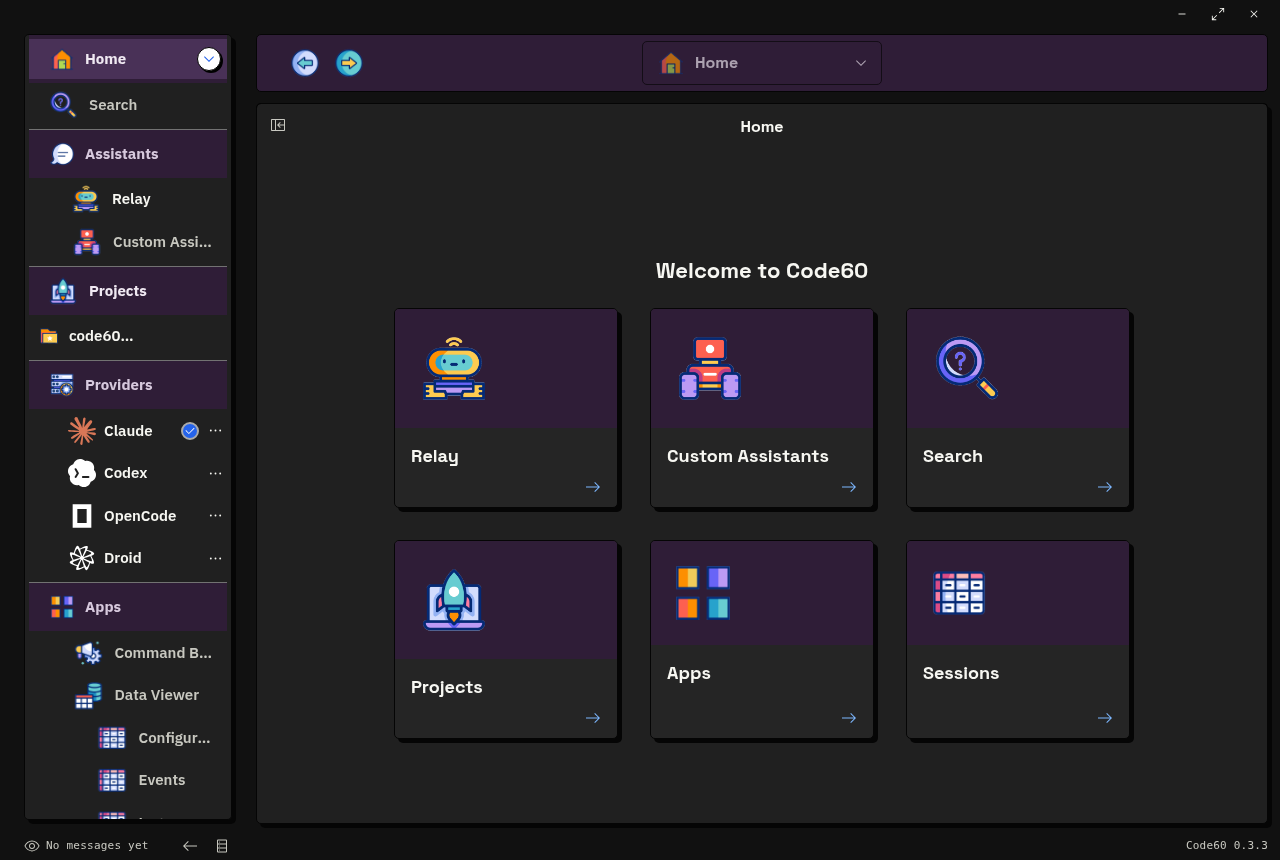 Home
Search
Assistants
Relay
Custom Assi...
Projects
code60...
Providers
Claude
Codex
OpenCode
Droid
Apps
Command B...
Data Viewer
Configur...
Events
Home
Home
Welcome to Code60
Relay
Custom Assistants
Search
Projects
Apps
Sessions
No messages yet
Code60 0.3.3